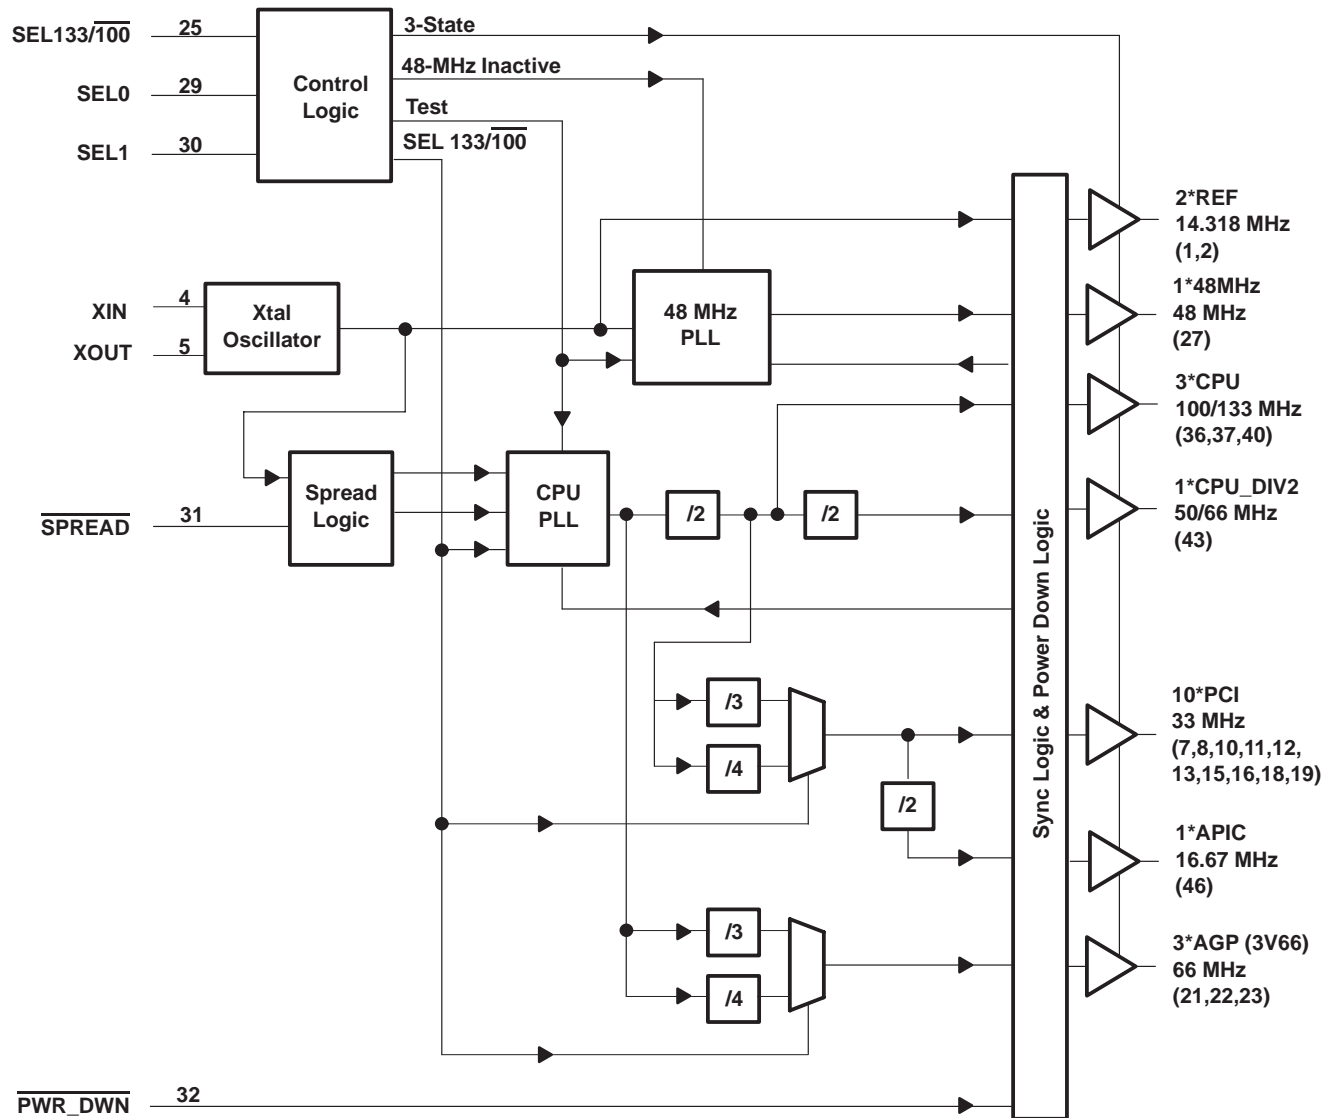 SEL133/100
25
SEL0
29
SEL1
30
Control
Logic
3-State
48-MHz Inactive
Test
SEL 133/100
XIN
4
XOUT
5
Xtal
Oscillator
48 MHz
PLL
SPREAD
31
Spread
Logic
CPU
PLL
/2
/2
/3
/4
/2
/3
/4
PWR_DWN
32
Sync Logic & Power Down Logic
2*REF
14.318 MHz
(1,2)
1*48MHz
48 MHz
(27)
3*CPU
100/133 MHz
(36,37,40)
1*CPU_DIV2
50/66 MHz
(43)
10*PCI
33 MHz
(7,8,10,11,12,
13,15,16,18,19)
1*APIC
16.67 MHz
(46)
3*AGP (3V66)
66 MHz
(21,22,23)